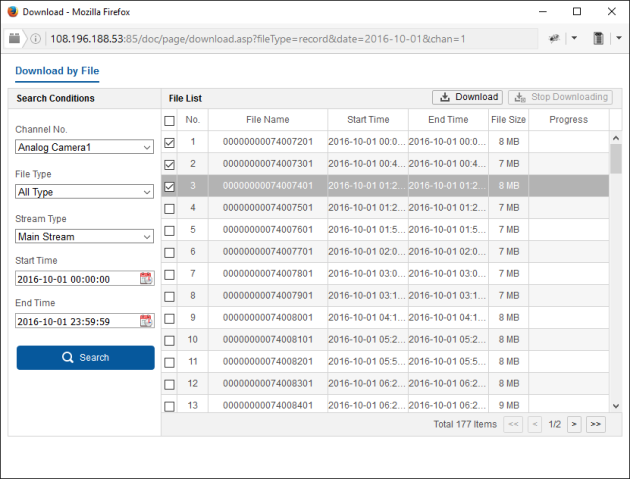 Download - Mozilla Firefox
108.196.188.53:85/doc/page/download.asp?fileType=record&date=2016-10-01&chan=1
Download by File
Search Conditions
Channel No.
Analog Camera1
File Type
All Type
Stream Type
Main Stream
Start Time
2016-10-01 00:00:00
End Time
2016-10-01 23:59:59
Search
File List Download Stop Downloading
No. File Name Start Time End Time File Size Progress
1 00000000074007201 2016-10-01 00:0... 2016-10-01 00:0... 8 MB
2 00000000074007301 2016-10-01 00:0... 2016-10-01 00:4... 7 MB
3 00000000074007401 2016-10-01 01:2... 2016-10-01 01:2... 8 MB
4 00000000074007501 2016-10-01 01:2... 2016-10-01 01:5... 7 MB
5 00000000074007601 2016-10-01 01:5... 2016-10-01 01:5... 7 MB
6 00000000074007701 2016-10-01 02:0... 2016-10-01 02:0... 7 MB
7 00000000074007801 2016-10-01 03:0... 2016-10-01 03:0... 7 MB
8 00000000074007901 2016-10-01 03:1... 2016-10-01 03:1... 7 MB
9 00000000074008001 2016-10-01 04:1... 2016-10-01 04:1... 8 MB
10 00000000074008101 2016-10-01 05:2... 2016-10-01 05:2... 8 MB
11 00000000074008201 2016-10-01 05:5... 2016-10-01 05:5... 8 MB
12 00000000074008301 2016-10-01 06:2... 2016-10-01 06:2... 8 MB
13 00000000074008401 2016-10-01 06:2... 2016-10-01 06:2... 9 MB
Total 177 Items << < 1/2 > >>